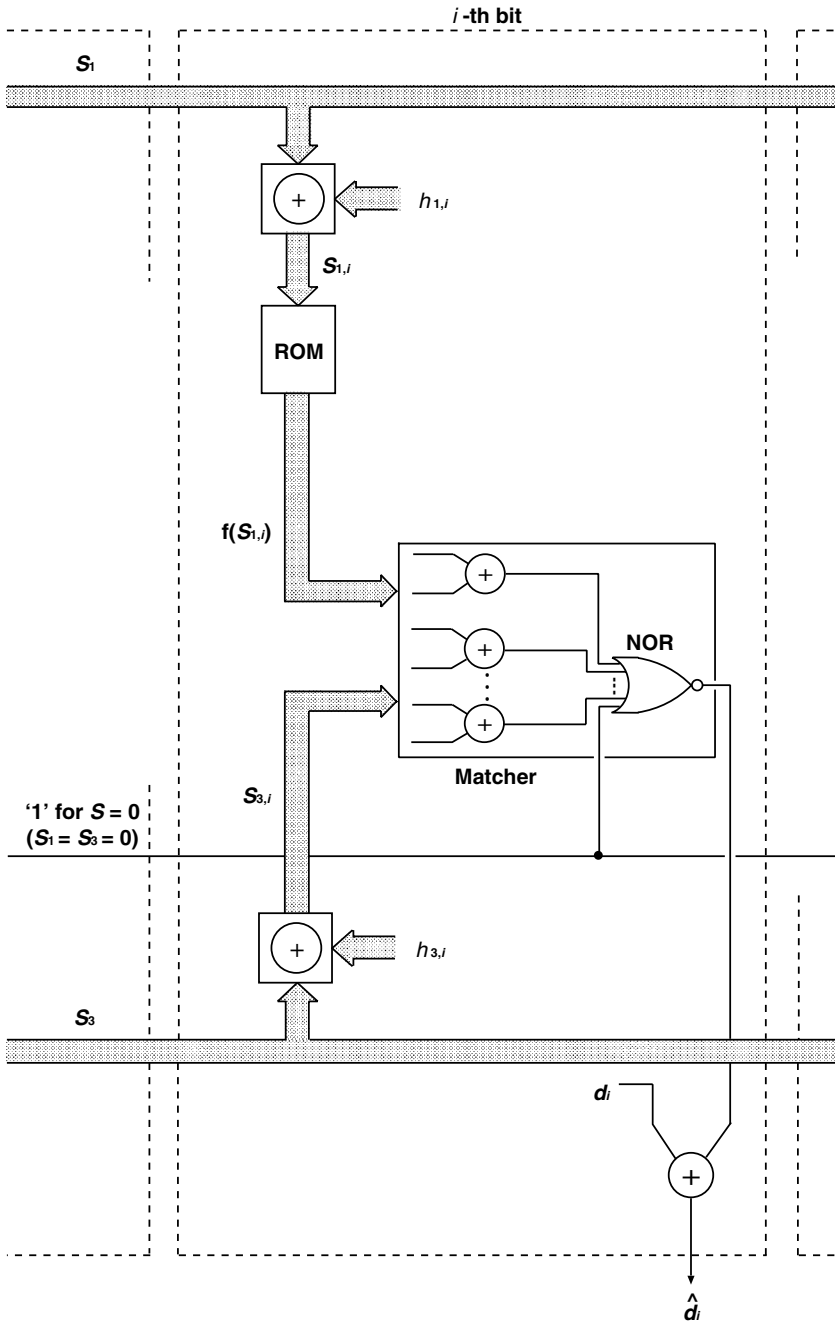 i -th bit
S₁
+
h₁,ᵢ
S₁,ᵢ
ROM
f(S₁,ᵢ)
+
NOR
+
+
Matcher
S₃,ᵢ
‘1’ for S = 0
(S₁ = S₃ = 0)
+
h₃,ᵢ
S₃
dᵢ
+
d̂ᵢ